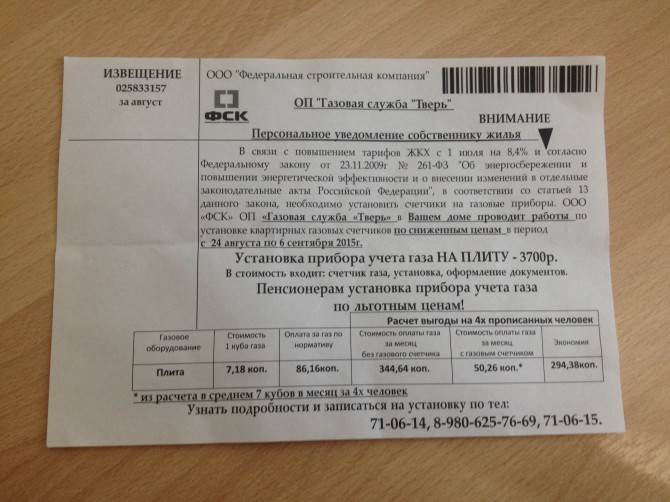 ИЗВЕЩЕНИЕ
025833157
за август
ООО "Федеральная строительная компания"
ФСК
ОП "Газовая служба "Тверь"
ВНИМАНИЕ
Персональное уведомление собственнику жилья
В связи с повышением тарифов ЖКХ с 1 июля на 8,4% и согласно
Федеральному закону от 23.11.2009г № 261-ФЗ "Об энергосбережении и
повышении энергетической эффективности и о внесении изменений в отдельные
законодательные акты Российской Федерации", в соответствии со статьей 13
данного закона, необходимо установить счетчики на газовые приборы. ООО
«ФСК» ОП «Газовая служба «Тверь» в Вашем доме проводит работы по
установке квартирных газовых счетчиков по сниженным ценам в период
с 24 августа по 6 сентября 2015г.
Установка прибора учета газа НА ПЛИТУ - 3700р.
В стоимость входит: счетчик газа, установка, оформление документов.
Пенсионерам установка прибора учета газа
по льготным ценам!
Расчет выгоды на 4х прописанных человек
Газовое оборудование
Стоимость 1 куба газа
Оплата за газ по нормативу
Стоимость оплаты газа за месяц без газового счетчика
Стоимость оплаты газа за месяц с газовым счетчиком
Экономия
Плита
7,18 коп.
86,16коп.
344,64 коп.
50,26 коп.*
294,38коп.
* из расчета в среднем 7 кубов в месяц за 4х человек
Узнать подробности и записаться на установку по тел:
71-06-14, 8-980-625-76-69, 71-06-15.